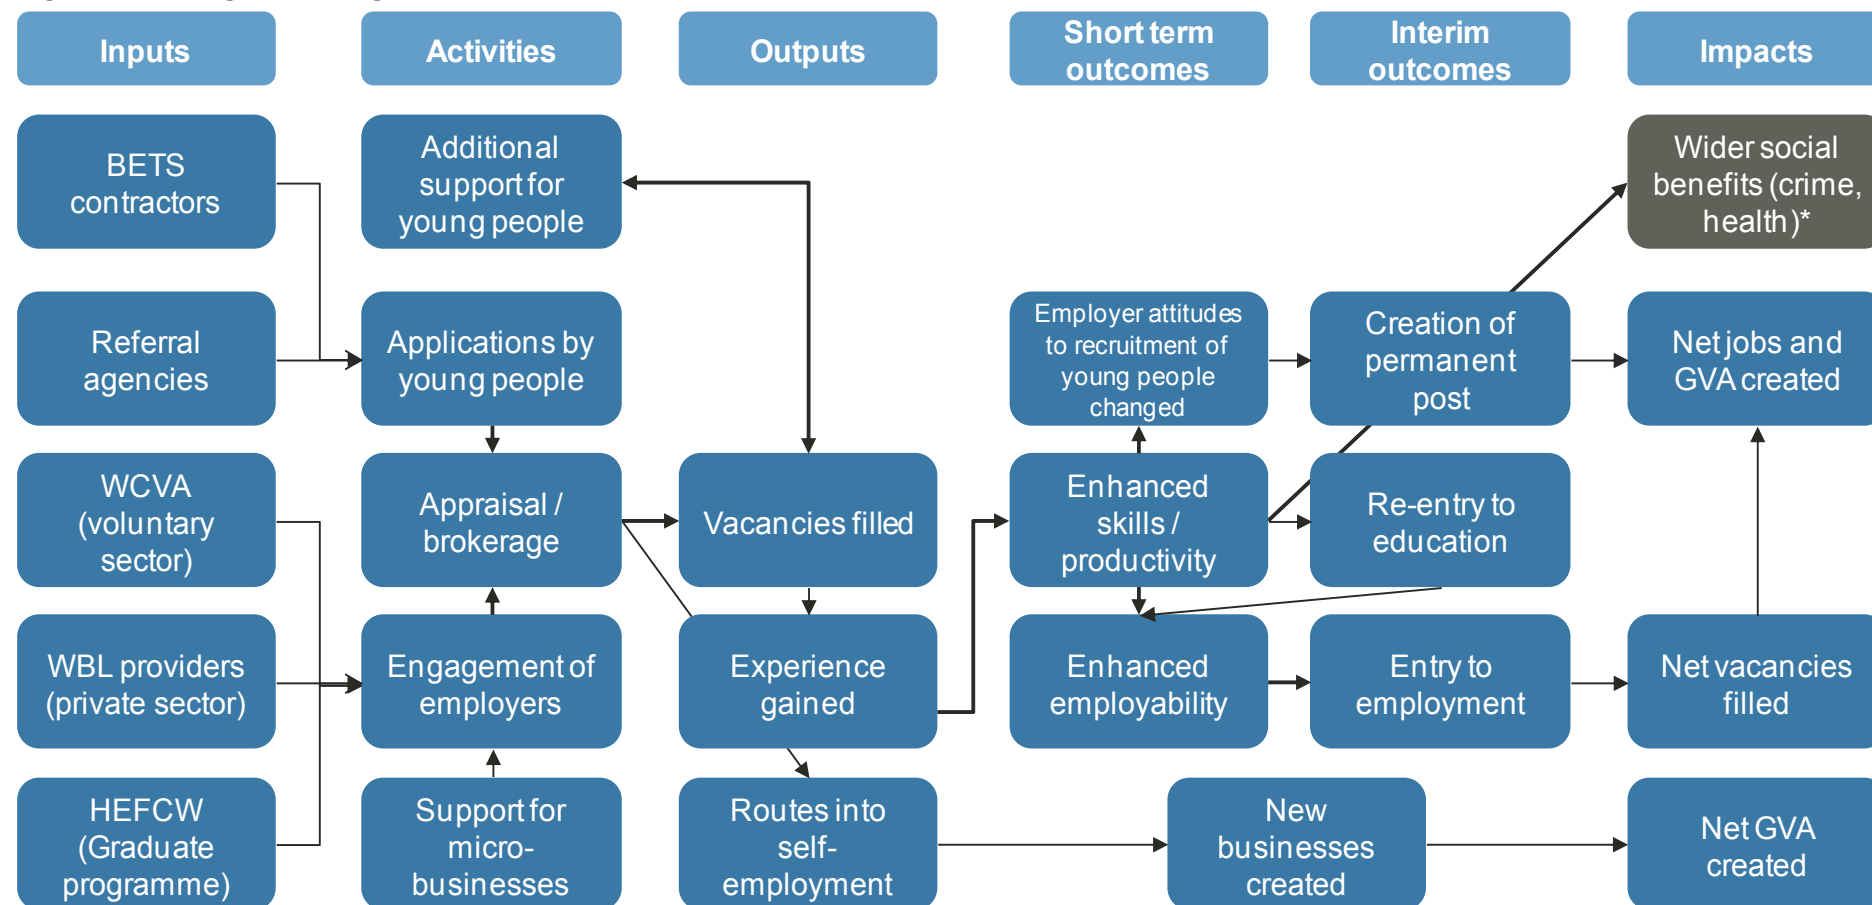 Inputs
Activities
Outputs
Short term
outcomes
Interim
outcomes
Impacts
BETS
contractors
Additional
support for
young people
Wider social
benefits (crime,
health)*
Referral
agencies
Applications by
young people
Employer attitudes
to recruitment of
young people
changed
Creation of
permanent
post
Net jobs and
GVA created
WCVA
(voluntary
sector)
Appraisal /
brokerage
Vacancies filled
Enhanced
skills /
productivity
Re-entry to
education
WBL providers
(private sector)
Engagement of
employers
Experience
gained
Enhanced
employability
Entry to
employment
Net vacancies
filled
HEFCW
(Graduate
programme)
Support for
micro-
businesses
Routes into
self-
employment
New
businesses
created
Net GVA
created